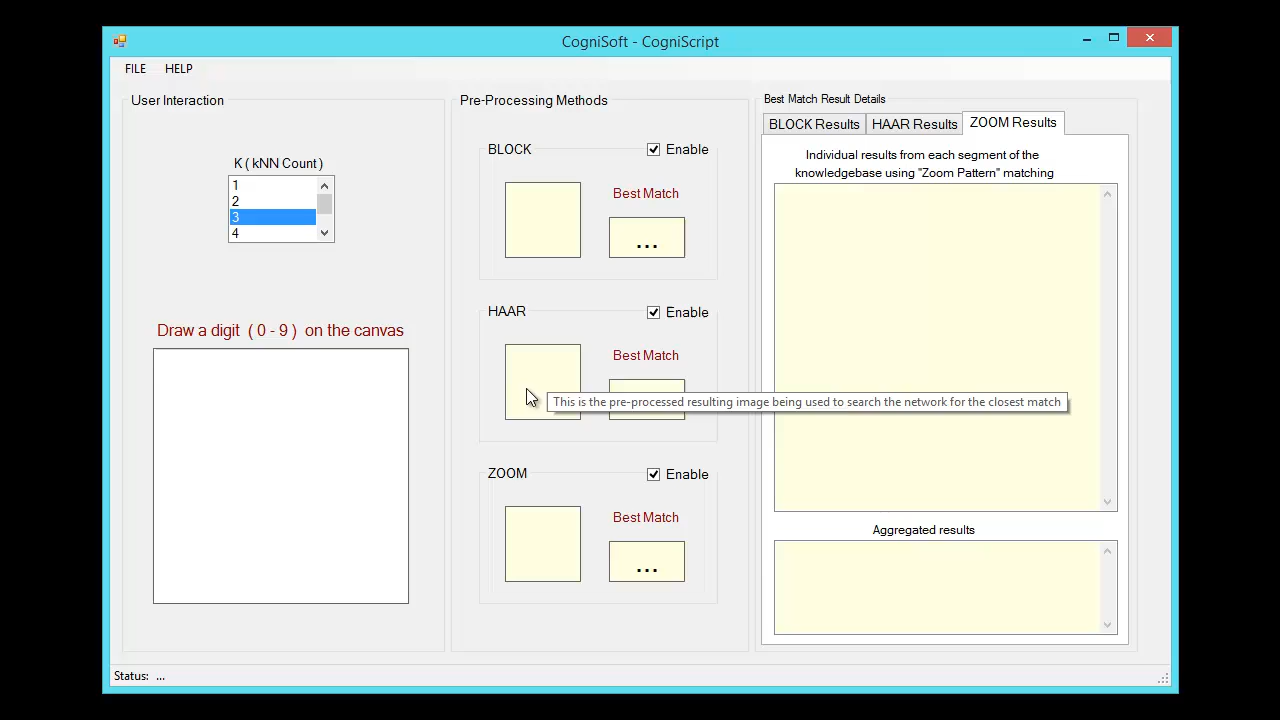 CogniSoft - CogniScript
FILE HELP
User Interaction
K ( kNN Count )
1
2
3
4
Draw a digit ( 0 - 9 ) on the canvas
Pre-Processing Methods
BLOCK Enable
Best Match
...
HAAR Enable
Best Match
This is the pre-processed resulting image being used to search the network for the closest match
ZOOM Enable
Best Match
...
Best Match Result Details
BLOCK Results HAAR Results ZOOM Results
Individual results from each segment of the
knowledgebase using "Zoom Pattern" matching
Aggregated results
Status: ...